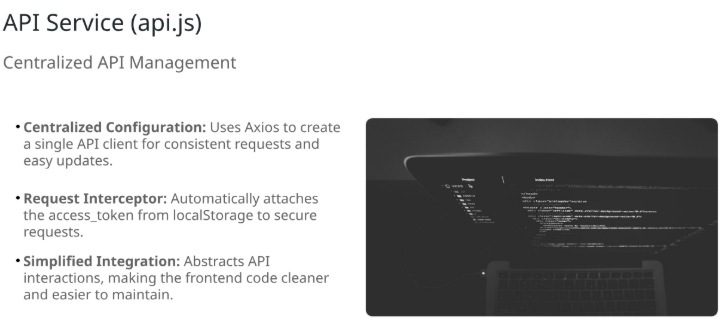 API Service (api.js)
Centralized API Management
• Centralized Configuration: Uses Axios to create
a single API client for consistent requests and
easy updates.
• Request Interceptor: Automatically attaches
the access_token from localStorage to secure
requests.
• Simplified Integration: Abstracts API
interactions, making the frontend code cleaner
and easier to maintain.